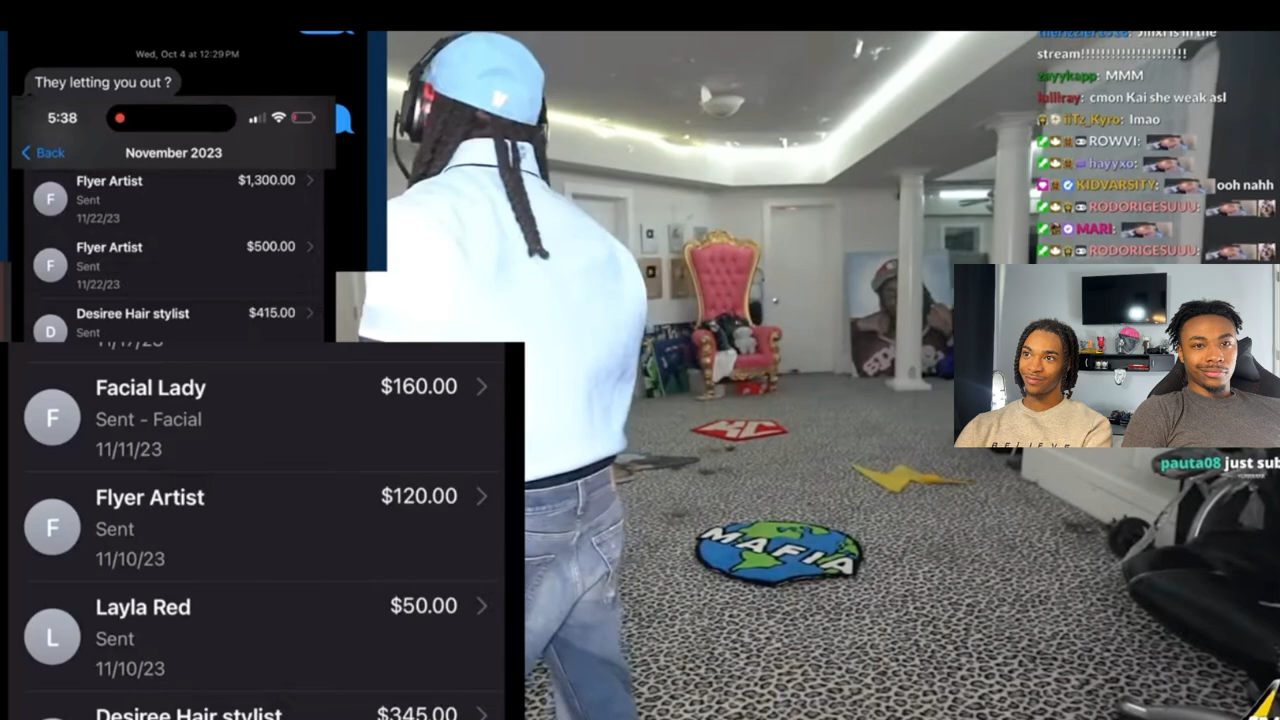 Wed, Oct 4 at 12:29 PM
They letting you out ?
5:38
Back
November 2023
F
Flyer Artist
$1,300.00
Sent
11/22/23
F
Flyer Artist
$500.00
Sent
11/22/23
D
Desiree Hair stylist
$415.00
Sent
F
Facial Lady
$160.00
Sent - Facial
11/11/23
F
Flyer Artist
$120.00
Sent
11/10/23
L
Layla Red
$50.00
Sent
11/10/23
Desiree Hair stylist
$345.00
KC
MAFIA
stream!!!!!!!!!!!!!!!!!!!!!
zayykapp: MMM
cmon Kai she weak asl
iiTz_Kyro: lmao
ROWVI:
hayyxo:
KIDVARSITY: ooh nahh
RODORIGESUUU:
MARI:
RODORIGESUUU:
BELIEVE
pauta08 just sub